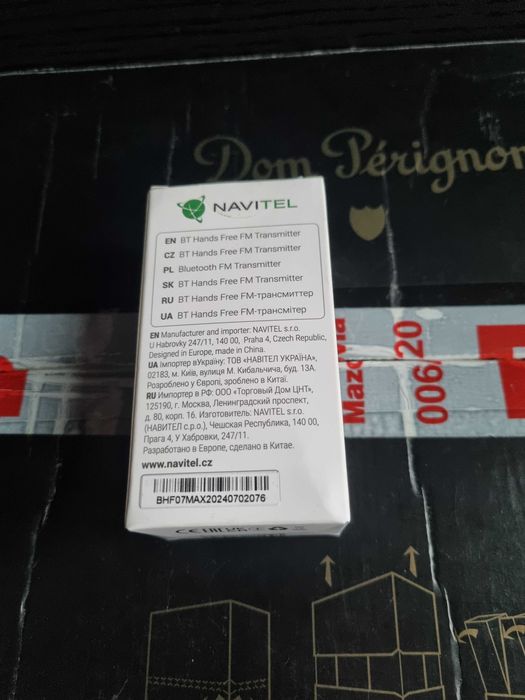 Dom Pérignon
NAVITEL
EN BT Hands Free FM Transmitter
CZ BT Hands Free FM Transmitter
PL Bluetooth FM Transmitter
SK BT Hands Free FM Transmitter
RU BT Hands Free FM-трансмиттер
UA BT Hands Free FM-трансмітер
EN Manufacturer and importer: NAVITEL s.r.o.
U Habrovky 247/11, 140 00, Praha 4, Czech Republic,
Designed in Europe, made in China.
UA Імпортер вУкраїну: ТОВ «НАВІТЕЛ УКРАЇНА»,
02183, м. Київ, вулиця М. Кибальчича, буд. 13А.
Розроблено у Європі, зроблено в Китаї.
RU Импортер в РФ: ООО «Торговый Дом ЦНТ»,
125190, г. Москва, Ленинградский проспект,
д. 80, корп. 16. Изготовитель: NAVITEL s.r.o.
(НАВИТЕЛ с.р.о.), Чешская Республика, 140 00,
Прага 4, У Хабровки, 247/11.
Разработано в Европе, сделано в Китае.
www.navitel.cz
BHF07MAX20240702076
006/20